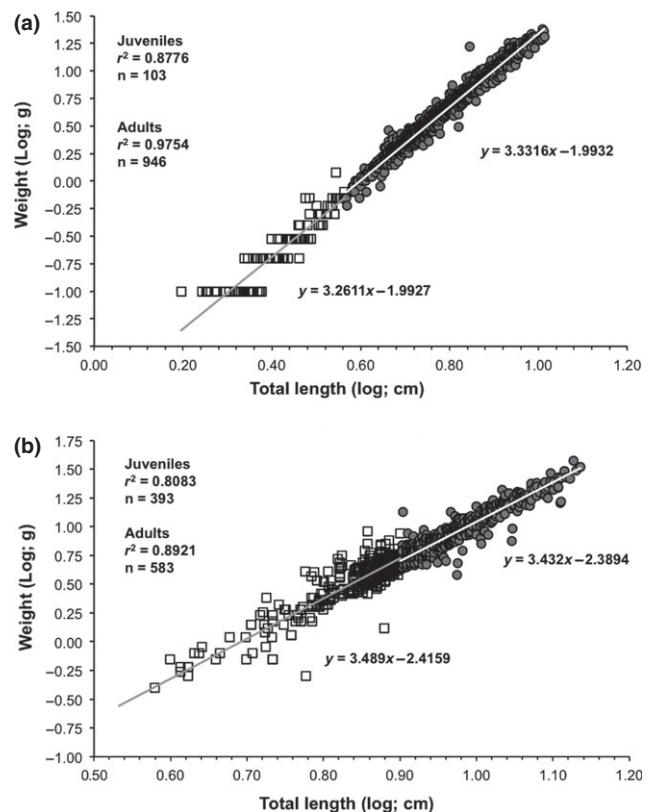 (a)
1.50
1.25
1.00
0.75
0.50
0.25
0.00
−0.25
−0.50
−0.75
−1.00
−1.25
−1.50
Weight (Log; g)
Juveniles
r² = 0.8776
n = 103
Adults
r² = 0.9754
n = 946
y = 3.3316x−1.9932
y = 3.2611x−1.9927
0.00 0.20 0.40 0.60 0.80 1.00 1.20
Total length (log; cm)
(b)
1.75
1.50
1.25
1.00
0.75
0.50
0.25
0.00
−0.25
−0.50
−0.75
−1.00
Weight (Log; g)
Juveniles
r² = 0.8083
n = 393
Adults
r² = 0.8921
n = 583
y = 3.432x−2.3894
y = 3.489x−2.4159
0.50 0.60 0.70 0.80 0.90 1.00 1.10 1.20
Total length (log; cm)